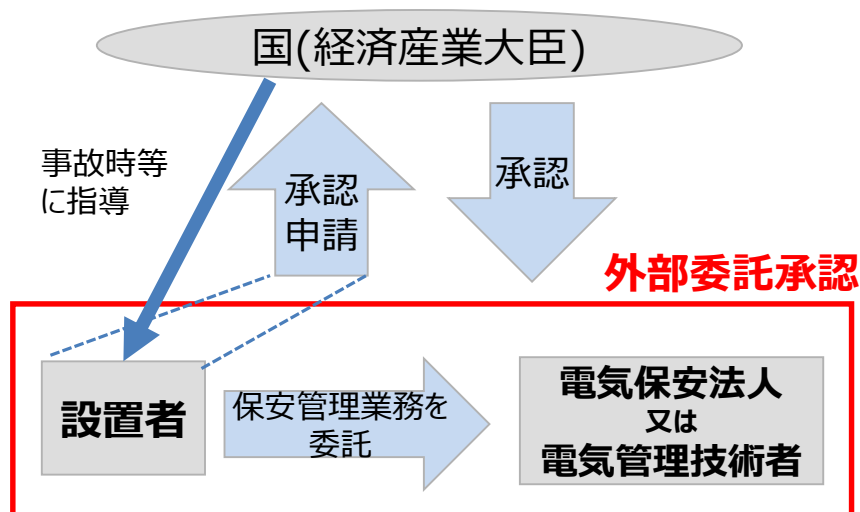 国(経済産業大臣)
事故時等
に指導
承認
申請
承認
外部委託承認
設置者
保安管理業務を
委託
電気保安法人
又は
電気管理技術者